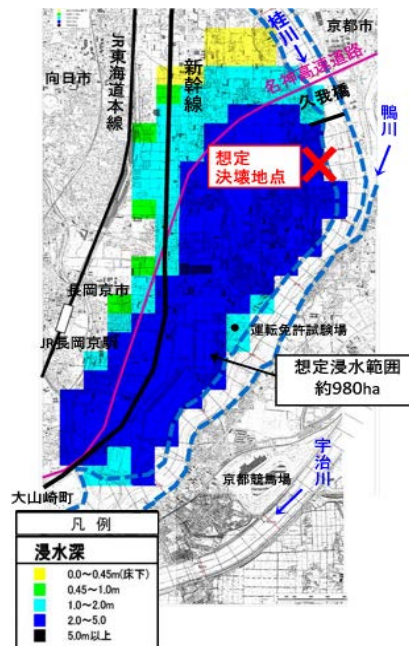 桂川
京都市
JR東海道本線
新幹線
向日市
名神高速道路
久我橋
鴨川
想定
決壊地点
長岡京市
JR長岡京駅
運転免許試験場
想定浸水範囲
約980ha
宇治川
京都競馬場
大山崎町
凡 例
浸水深
0.0～0.45m(床下)
0.45～1.0m
1.0～2.0m
2.0～5.0
5.0m以上